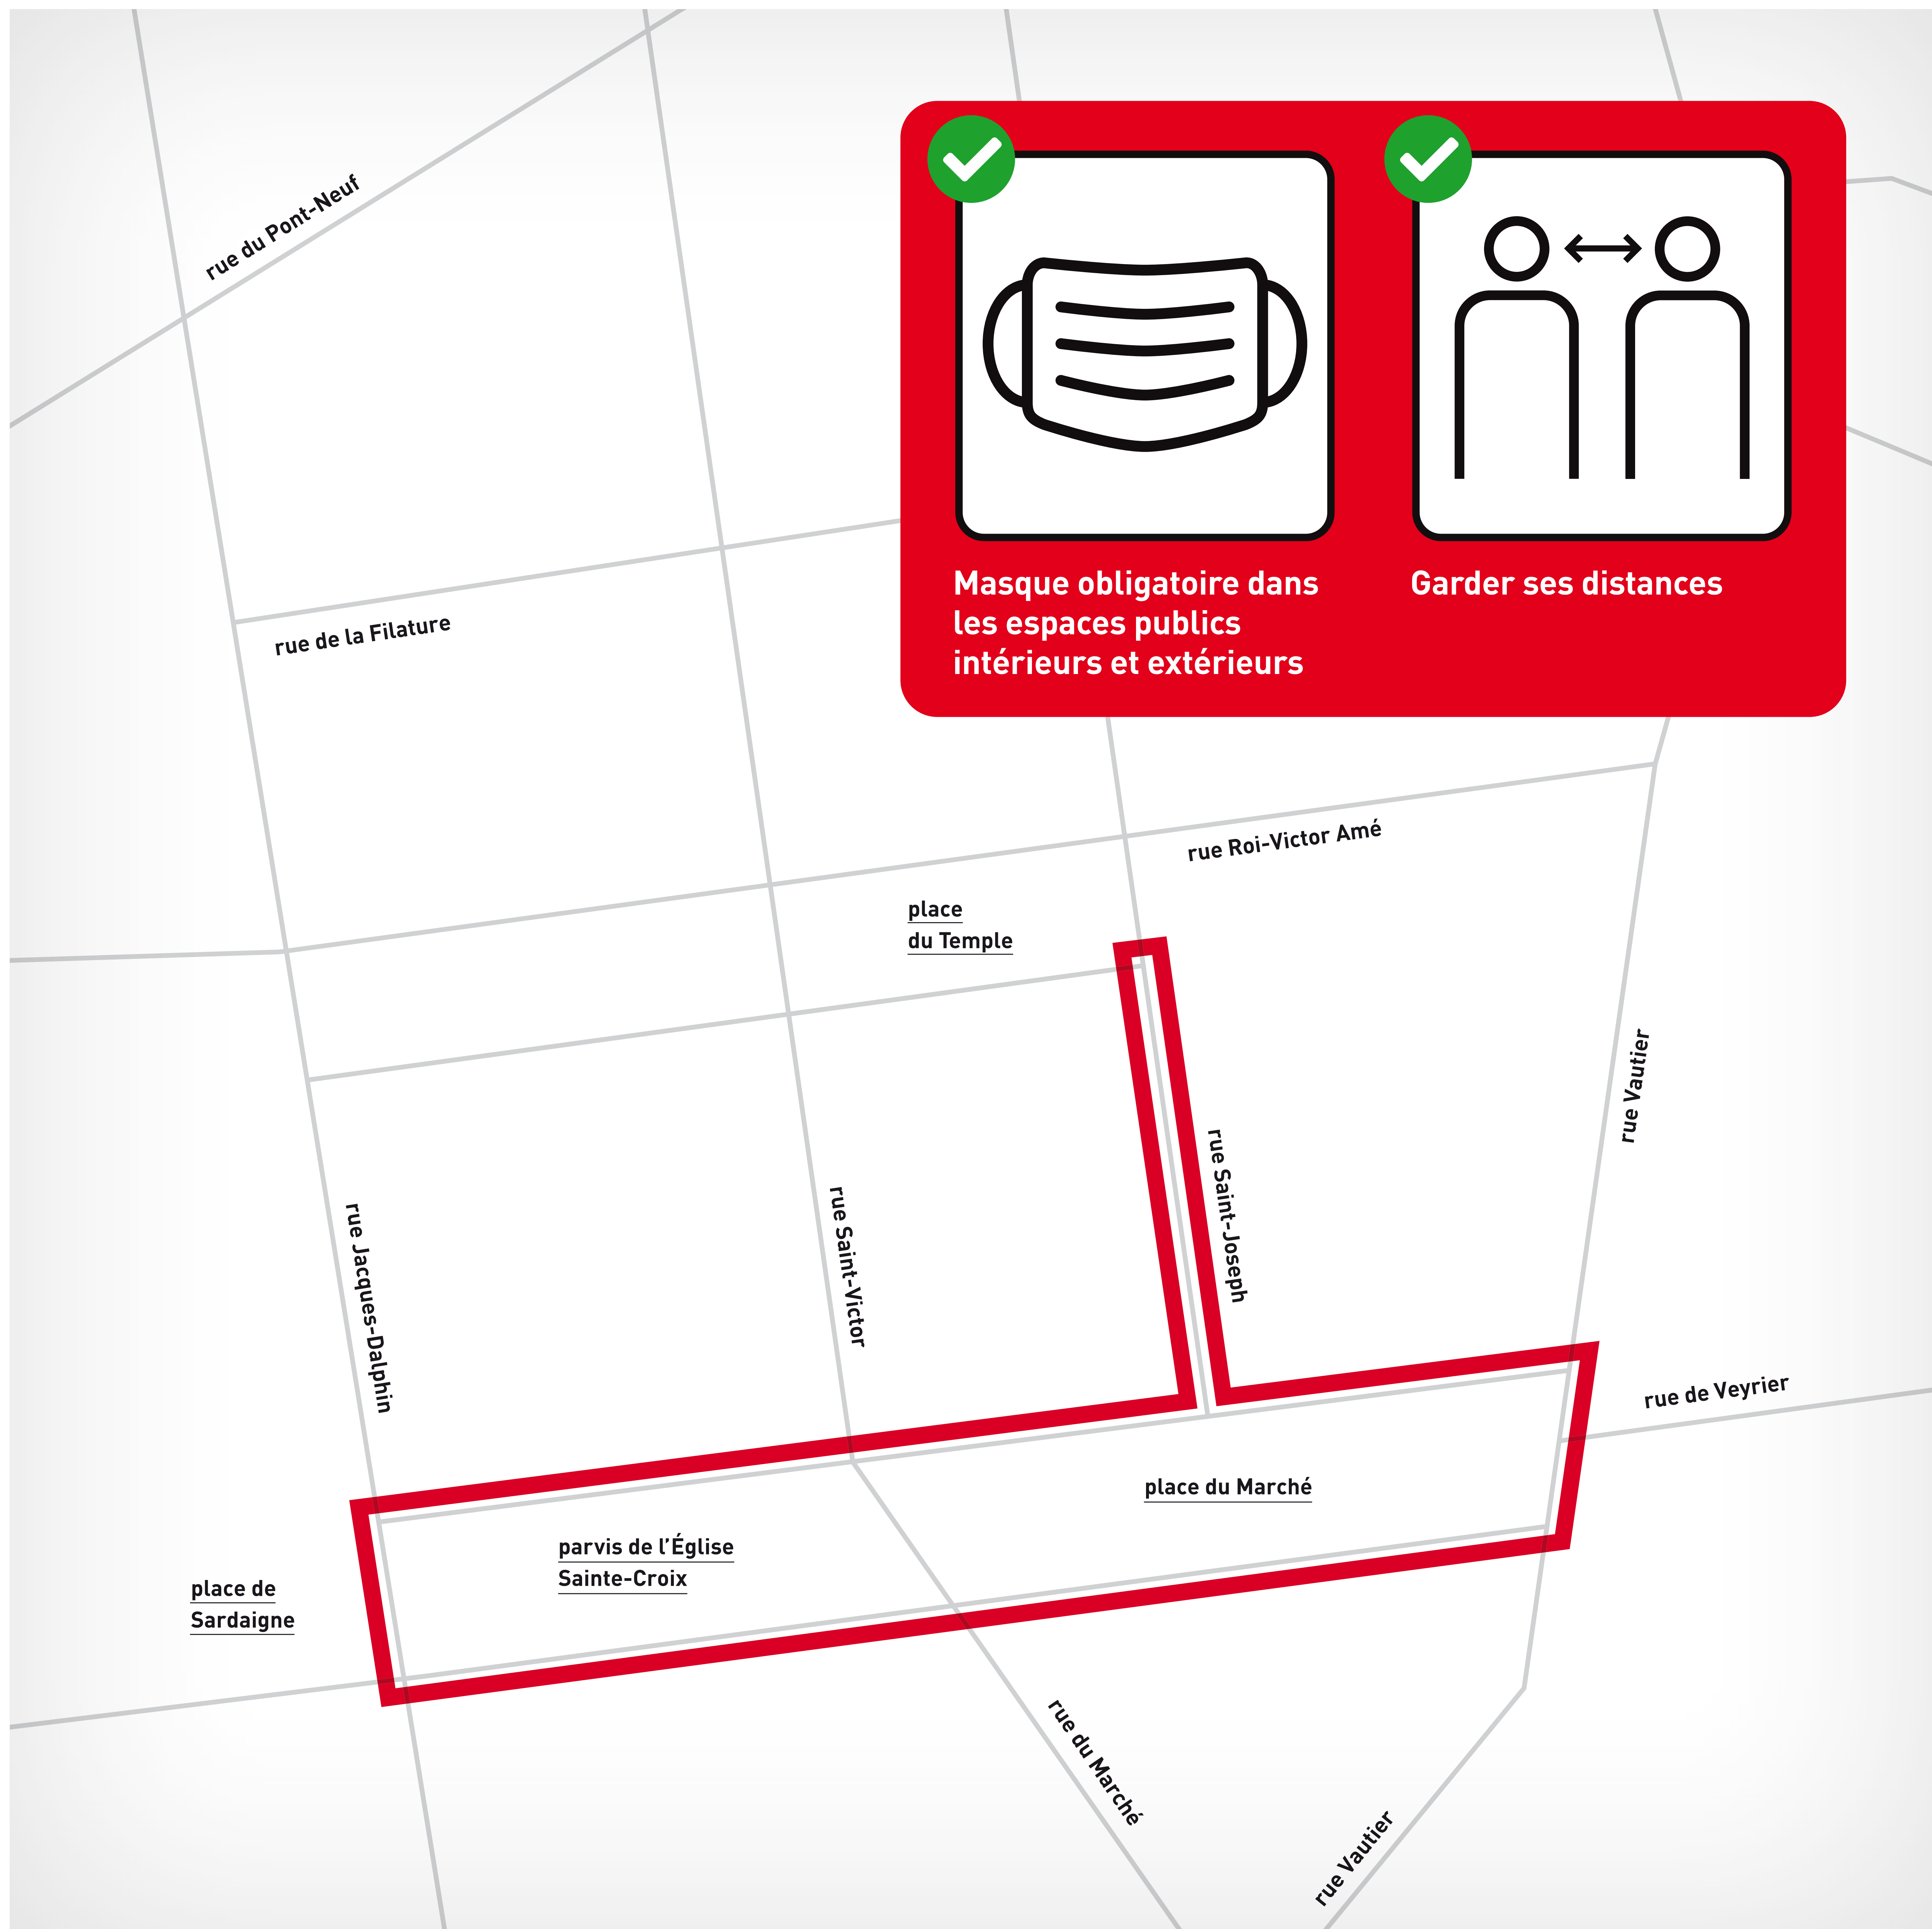 rue du Pont-Neuf
Masque obligatoire dans
les espaces publics
intérieurs et extérieurs
Garder ses distances
rue de la Filature
rue Roi-Victor Amé
place
du Temple
rue Vautier
rue Saint-Joseph
rue Saint-Victor
rue Jacques-Dalphin
rue de Veyrier
place du Marché
parvis de l’Église
Sainte-Croix
place de
Sardaigne
rue du Marché
rue Vautier